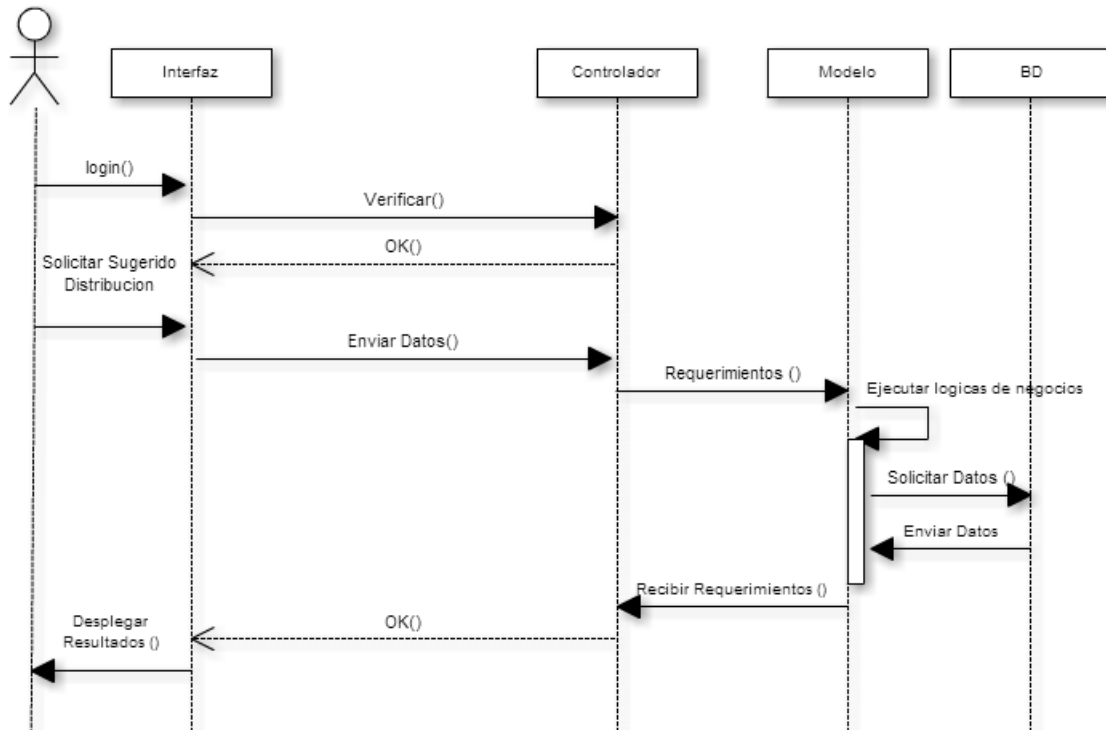 Interfaz
Controlador
Modelo
BD
login()
Verificar()
OK()
Solicitar Sugerido
Distribucion
Enviar Datos()
Requerimientos ()
Ejecutar logicas de negocios
Solicitar Datos ()
Enviar Datos
Recibir Requerimientos ()
OK()
Desplegar
Resultados ()